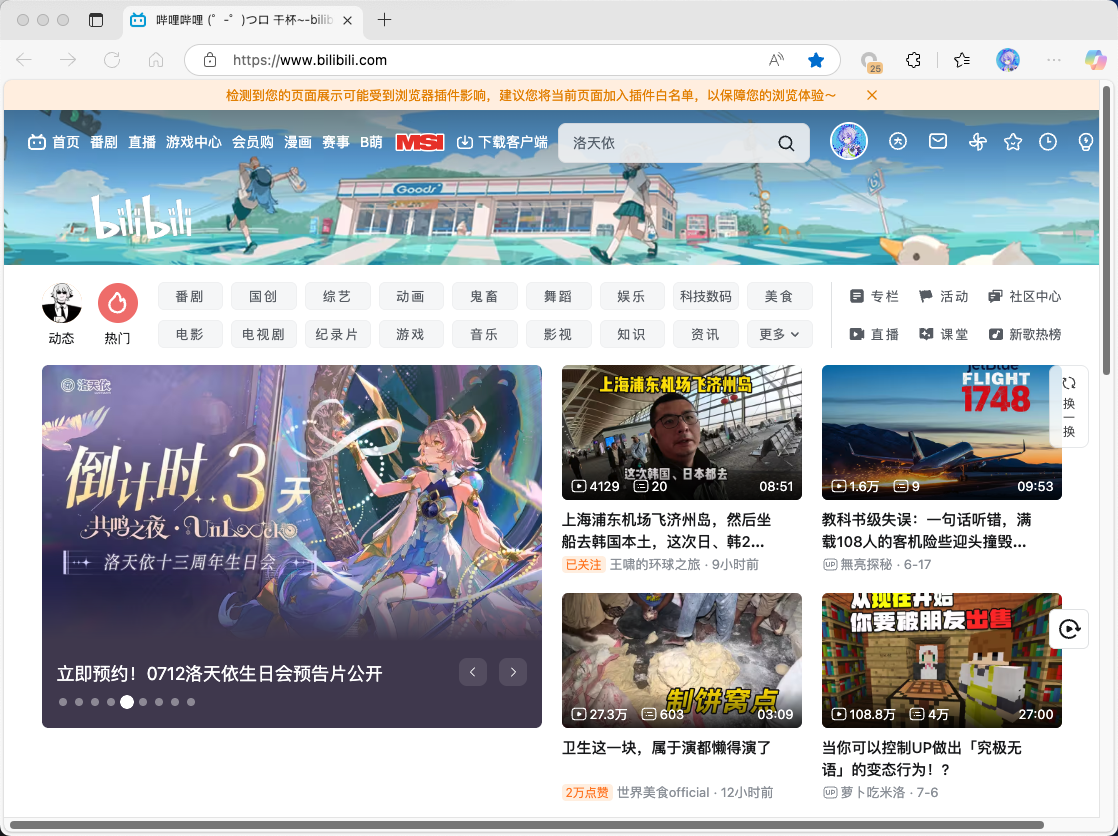 哔哩哔哩 (゜-゜)つロ 干杯~-bilib
https://www.bilibili.com
25
检测到您的页面展示可能受到浏览器插件影响，建议您将当前页面加入插件白名单，以保障您的浏览体验～
首页 番剧 直播 游戏中心 会员购 漫画 赛事 B萌 MSI 下载客户端
洛天依
大
Goodr'
bilibili
动态
热门
番剧 国创 综艺 动画 鬼畜 舞蹈 娱乐 科技数码 美食
电影 电视剧 纪录片 游戏 音乐 影视 知识 资讯 更多
专栏 活动 社区中心
直播 课堂 新歌热榜
洛天依
倒计时...3天
共鸣之夜·UnLock
洛天依十三周年生日会
立即预约！0712洛天依生日会预告片公开
上海浦东机场飞济州岛
这次韩国、日本都去
4129 20 08:51
上海浦东机场飞济州岛，然后坐
船去韩国本土，这次日、韩2...
已关注 王啸的环球之旅 · 9小时前
jetBlue
FLIGHT
1748
1.6万 9 09:53
教科书级失误：一句话听错，满
载108人的客机险些迎头撞毁...
UP 無亮探秘 · 6-17
换一换
制饼窝点
27.3万 603 03:09
卫生这一块，属于演都懒得演了
2万点赞 世界美食official · 12小时前
从现在开始
你要被朋友出售
108.8万 4万 27:00
当你可以控制UP做出「究极无
语」的变态行为！？
UP 萝卜吃米洛 · 7-6